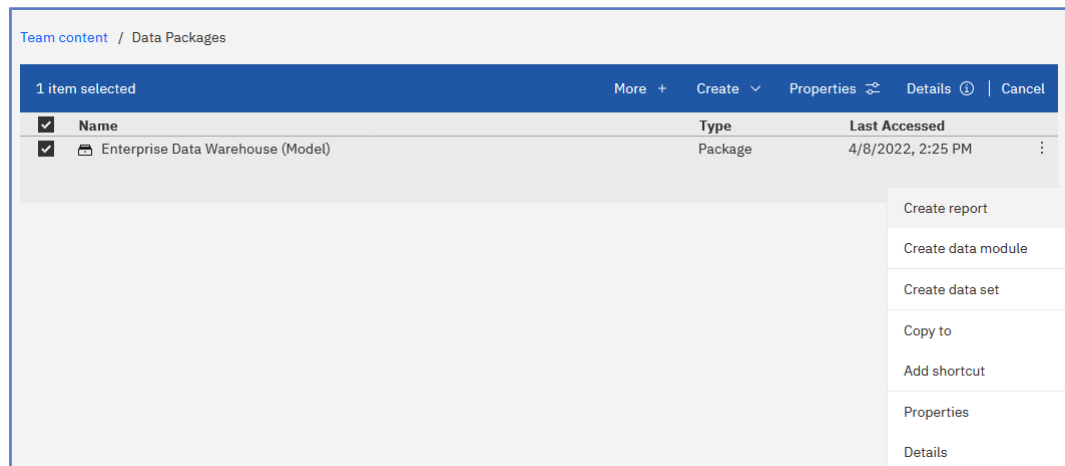 Team content / Data Packages
1 item selected More + Create Properties Details | Cancel
Name Type Last Accessed
Enterprise Data Warehouse (Model) Package 4/8/2022, 2:25 PM
Create report
Create data module
Create data set
Copy to
Add shortcut
Properties
Details